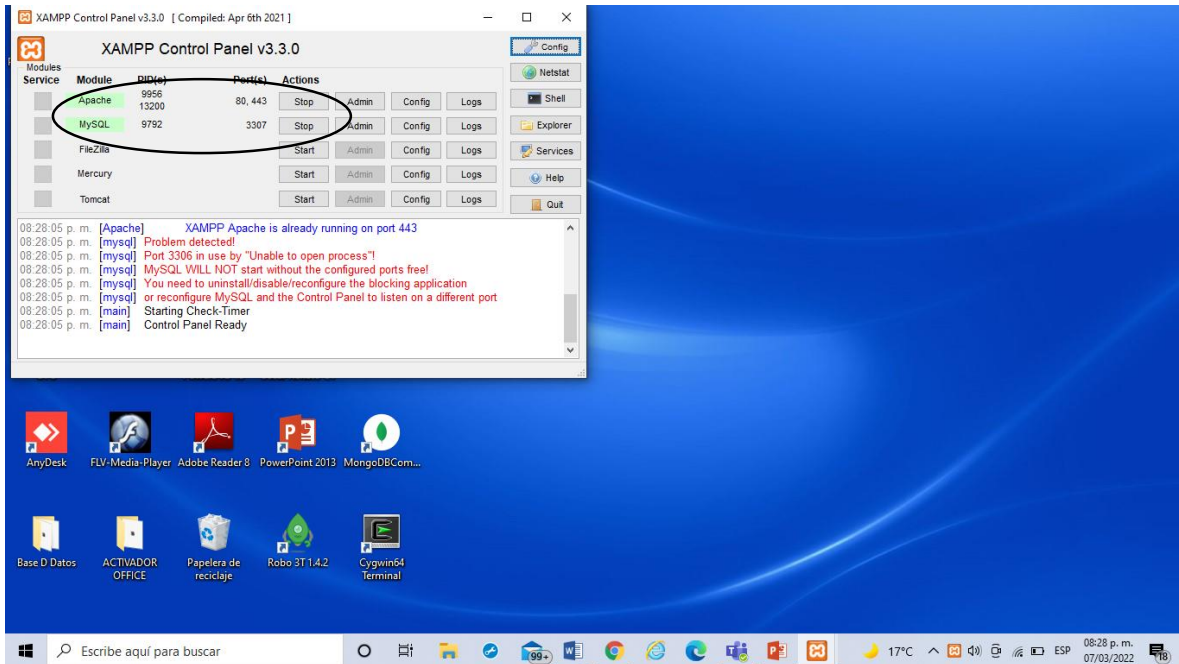 XAMPP Control Panel v3.3.0 [ Compiled: Apr 6th 2021 ]
XAMPP Control Panel v3.3.0
Config
Modules
Service Module PID(s) Port(s) Actions
Netstat
Apache 9956 13200 80, 443 Stop Admin Config Logs
Shell
MySQL 9792 3307 Stop Admin Config Logs
Explorer
FileZilla Start Admin Config Logs
Services
Mercury Start Admin Config Logs
Help
Tomcat Start Admin Config Logs
Quit
08:28:05 p. m. [Apache] XAMPP Apache is already running on port 443
08:28:05 p. m. [mysql] Problem detected!
08:28:05 p. m. [mysql] Port 3306 in use by "Unable to open process"!
08:28:05 p. m. [mysql] MySQL WILL NOT start without the configured ports free!
08:28:05 p. m. [mysql] You need to uninstall/disable/reconfigure the blocking application
08:28:05 p. m. [mysql] or reconfigure MySQL and the Control Panel to listen on a different port
08:28:05 p. m. [main] Starting Check-Timer
08:28:05 p. m. [main] Control Panel Ready
AnyDesk FLV-Media-Player Adobe Reader 8 PowerPoint 2013 MongoDBCom...
Base D Datos ACTIVADOR OFFICE Papelera de reciclaje Robo 3T 1.4.2 Cygwin64 Terminal
Escribe aquí para buscar
99+
17°C
ESP
08:28 p. m.
07/03/2022
18